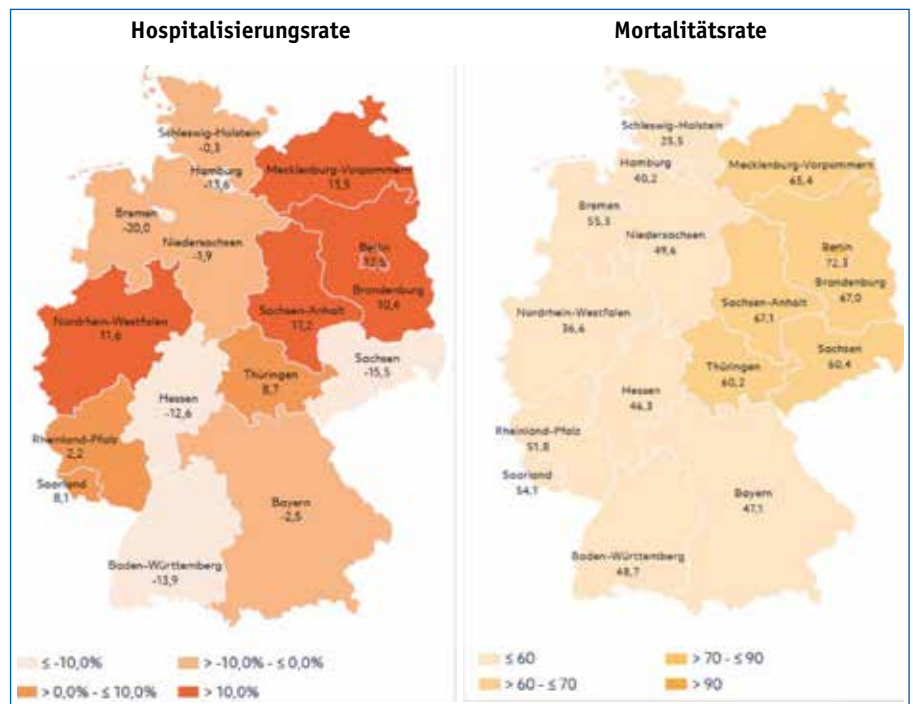 Hospitalisierungsrate
Schleswig-Holstein
-0,3
Hamburg
-13,6
Mecklenburg-Vorpommern
13,5
Bremen
-20,0
Niedersachsen
-1,9
Berlin
Brandenburg
10,4
Sachsen-Anhalt
11,2
Nordrhein-Westfalen
11,6
Sachsen
-15,5
Thüringen
8,7
Hessen
-12,6
Rheinland-Pfalz
2,2
Saarland
8,1
Bayern
-2,5
Baden-Württemberg
-13,9
≤ -10,0%
> -10,0% - ≤ 0,0%
> 0,0% - ≤ 10,0%
> 10,0%
Mortalitätsrate
Schleswig-Holstein
25,5
Hamburg
40,2
Mecklenburg-Vorpommern
65,4
Bremen
55,3
Niedersachsen
49,6
Berlin
72,3
Brandenburg
67,0
Sachsen-Anhalt
67,1
Nordrhein-Westfalen
36,6
Sachsen
60,4
Thüringen
60,2
Hessen
46,3
Rheinland-Pfalz
51,8
Saarland
54,1
Bayern
47,1
Baden-Württemberg
48,7
≤ 60
> 70 - ≤ 90
> 60 - ≤ 70
> 90